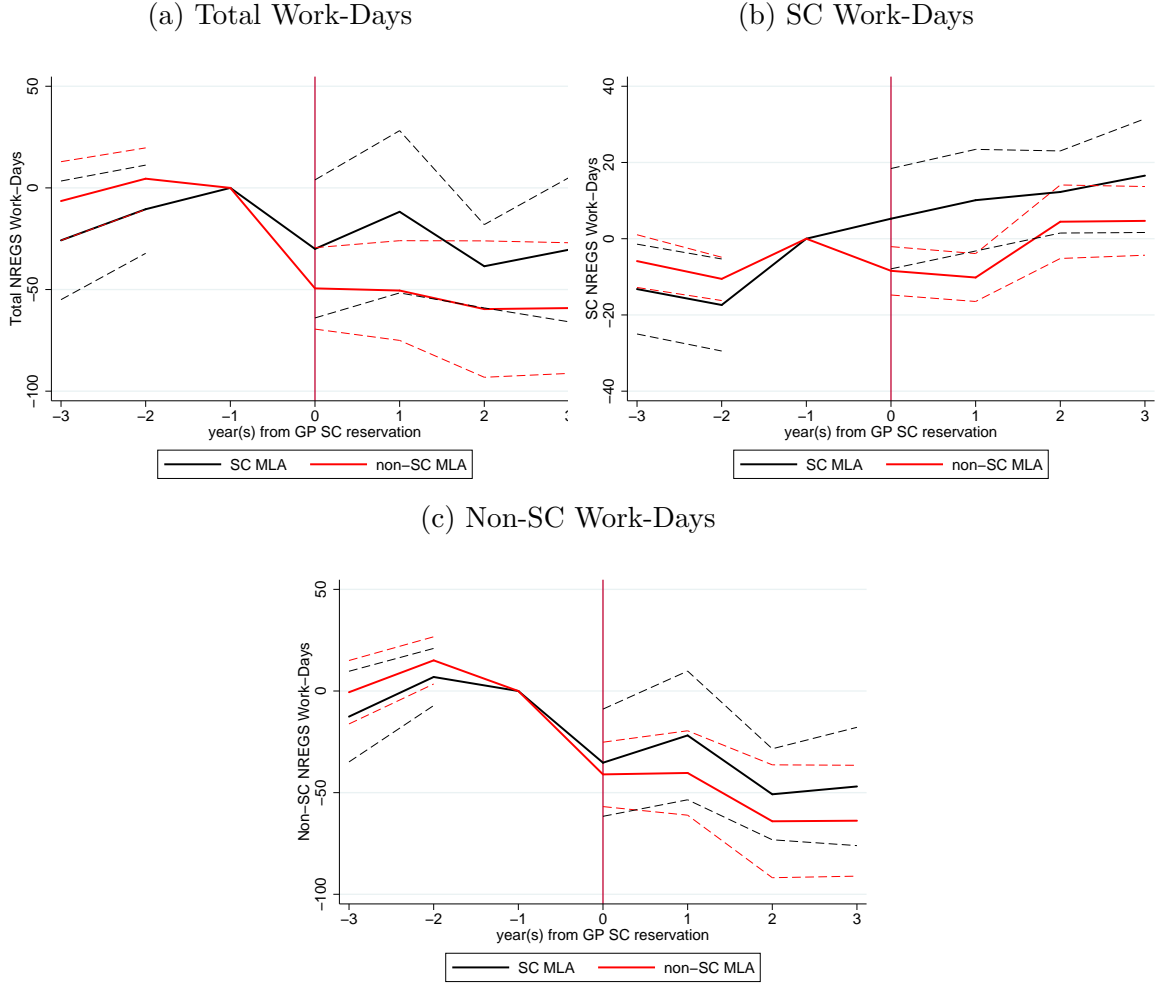 (a) Total Work-Days
(b) SC Work-Days
Total NREGS Work−Days
50
0
−50
−100
−3 −2 −1 0 1 2 3
year(s) from GP SC reservation
SC MLA non−SC MLA
SC NREGS Work−Days
40
20
0
−20
−40
−3 −2 −1 0 1 2 3
year(s) from GP SC reservation
SC MLA non−SC MLA
(c) Non-SC Work-Days
Non−SC NREGS Work−Days
50
0
−50
−100
−3 −2 −1 0 1 2 3
year(s) from GP SC reservation
SC MLA non−SC MLA